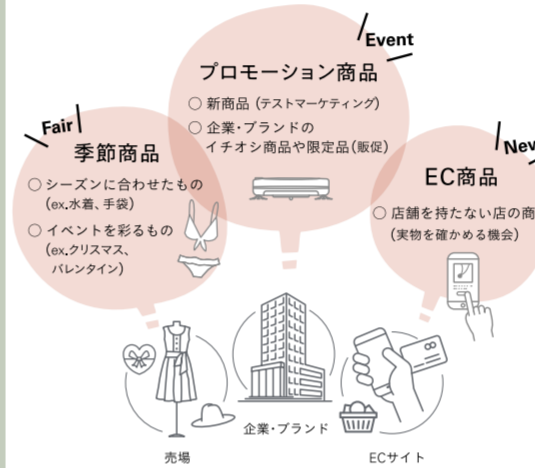 Event
プロモーション商品
○ 新商品 (テストマーケティング)
○ 企業・ブランドの
イチオシ商品や限定品(販促)
Fair
季節商品
○ シーズンに合わせたもの
(ex.水着、手袋)
○ イベントを彩るもの
(ex.クリスマス、
バレンタイン)
New
EC商品
○ 店舗を持たない店の商
(実物を確かめる機会)
売場
企業・ブランド
ECサイト